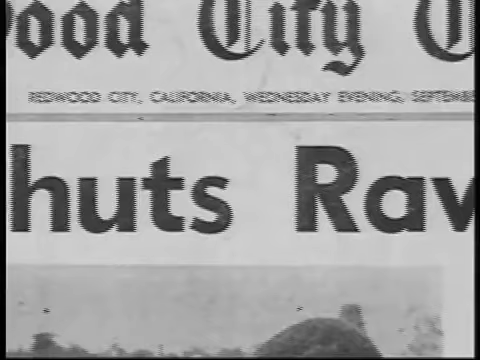 ood City
REDWOOD CITY, CALIFORNIA, WEDNESDAY EVENING, SEPTEMB
huts Rav